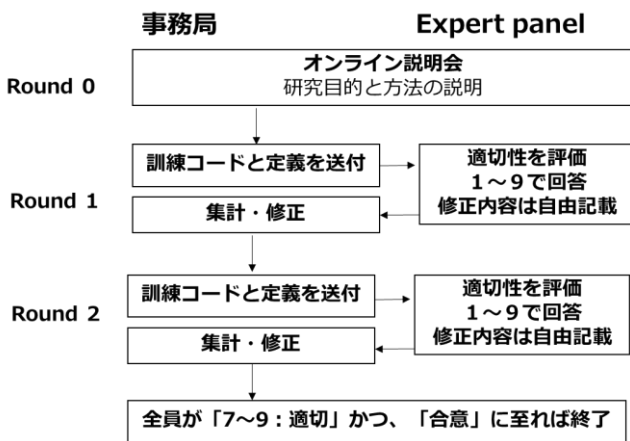 事務局
Expert panel
Round 0
オンライン説明会
研究目的と方法の説明
Round 1
訓練コードと定義を送付
適切性を評価
1～9で回答
修正内容は自由記載
集計・修正
Round 2
訓練コードと定義を送付
適切性を評価
1～9で回答
修正内容は自由記載
集計・修正
全員が「7～9：適切」かつ、「合意」に至れば終了